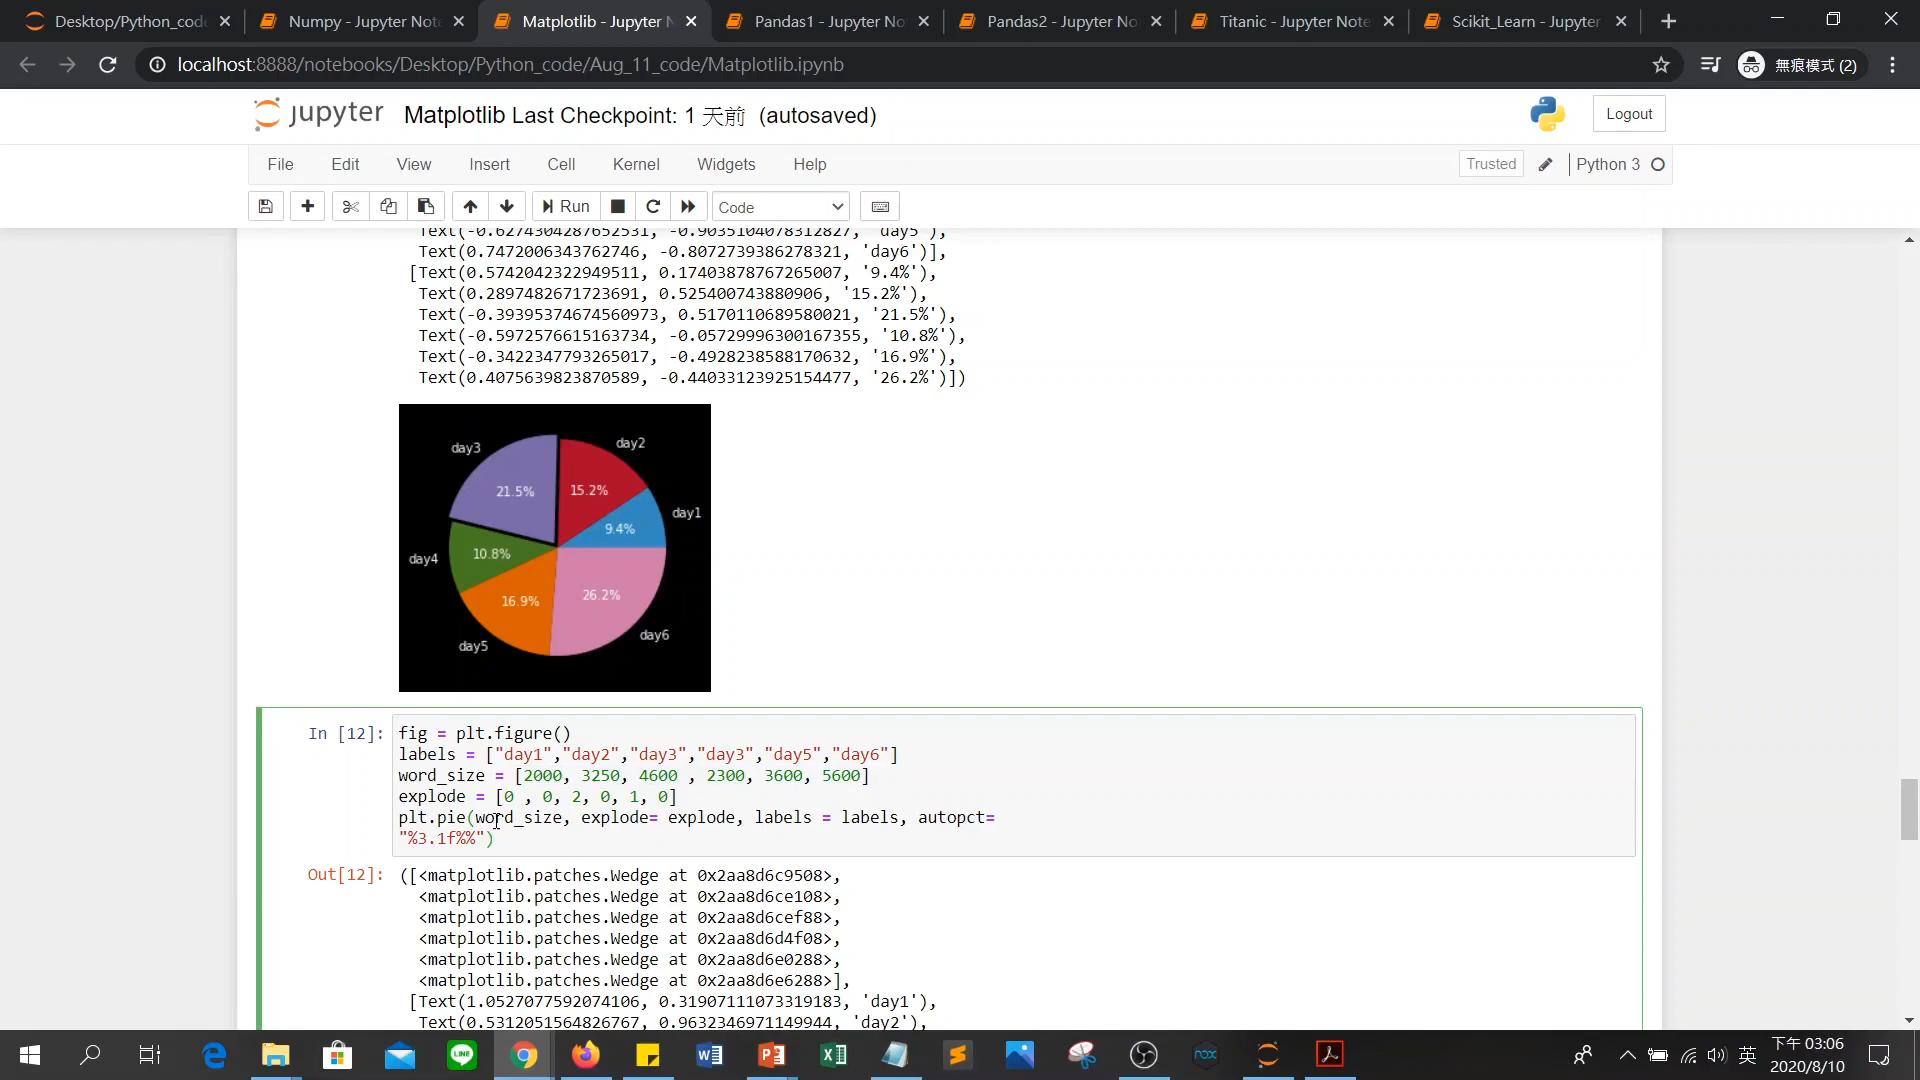 Desktop/Python_cod
Numpy - Jupyter Note
Matplotlib - Jupyter N
Pandas1 - Jupyter No
Pandas2 - Jupyter No
Titanic - Jupyter Note
Scikit_Learn - Jupyter
localhost:8888/notebooks/Desktop/Python_code/Aug_11_code/Matplotlib.ipynb
無痕模式 (2)
jupyter Matplotlib Last Checkpoint: 1 天前 (autosaved)
Logout
File Edit View Insert Cell Kernel Widgets Help
Trusted Python 3
Run Code
Text(-0.6274304287652531, -0.9035104078312827, 'day5'),
Text(0.7472006343762746, -0.8072739386278321, 'day6')],
[Text(0.5742042322949511, 0.17403878767265007, '9.4%'),
Text(0.2897482671723691, 0.525400743880906, '15.2%'),
Text(-0.39395374674560973, 0.5170110689580021, '21.5%'),
Text(-0.5972576615163734, -0.05729996300167355, '10.8%'),
Text(-0.3422347793265017, -0.4928238588170632, '16.9%'),
Text(0.4075639823870589, -0.44033123925154477, '26.2%')])
day3
day2
21.5%
15.2%
day1
9.4%
day4
10.8%
26.2%
16.9%
day6
day5
In [12]: fig = plt.figure()
labels = ["day1","day2","day3","day3","day5","day6"]
word_size = [2000, 3250, 4600 , 2300, 3600, 5600]
explode = [0 , 0, 2, 0, 1, 0]
plt.pie(word_size, explode= explode, labels = labels, autopct=
"%3.1f%%")
Out[12]: ([<matplotlib.patches.Wedge at 0x2aa8d6c9508>,
<matplotlib.patches.Wedge at 0x2aa8d6ce108>,
<matplotlib.patches.Wedge at 0x2aa8d6cef88>,
<matplotlib.patches.Wedge at 0x2aa8d6d4f08>,
<matplotlib.patches.Wedge at 0x2aa8d6e0288>,
<matplotlib.patches.Wedge at 0x2aa8d6e6288>],
[Text(1.0527077592074106, 0.31907111073319183, 'day1'),
Text(0.5312051564826767, 0.9632346971149944, 'day2'),
LINE
nox
英
下午 03:06
2020/8/10